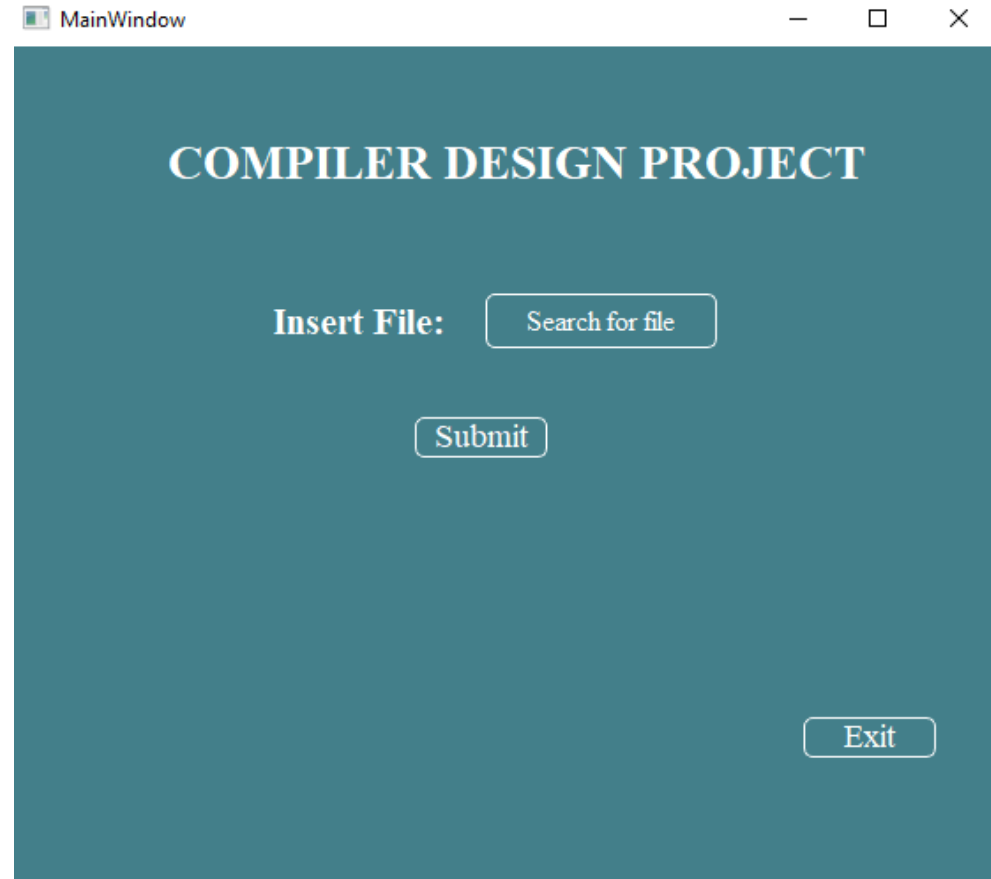 MainWindow
COMPILER DESIGN PROJECT
Insert File: Search for file
Submit
Exit